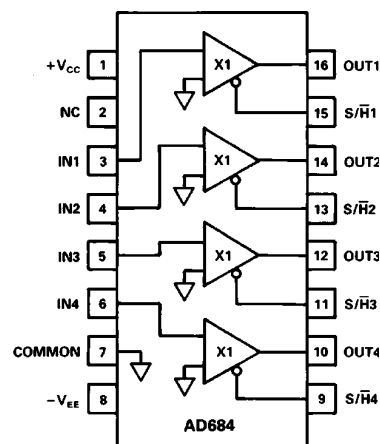 +VCC 1
NC 2
IN1 3
IN2 4
IN3 5
IN4 6
COMMON 7
−VEE 8
X1
X1
X1
X1
16 OUT1
15 S/H̅1
14 OUT2
13 S/H̅2
12 OUT3
11 S/H̅3
10 OUT4
9 S/H̅4
AD684